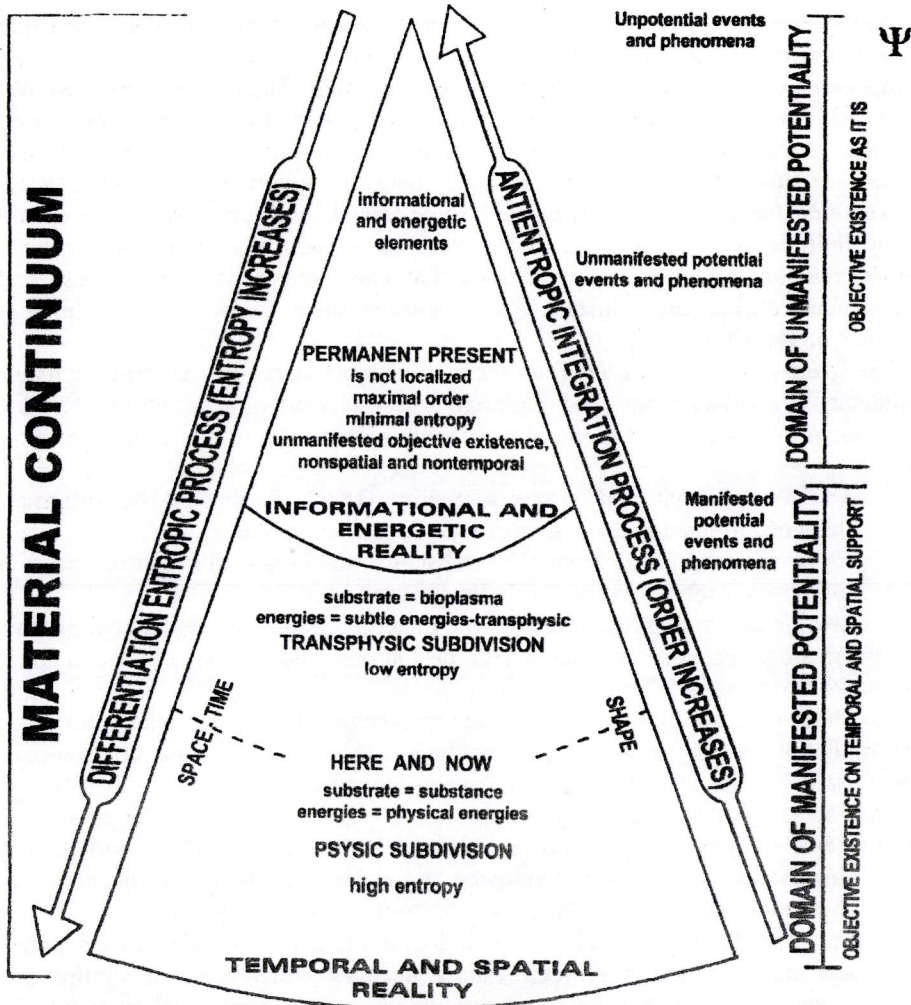 MATERIAL CONTINUUM
DIFFERENTIATION ENTROPIC PROCESS (ENTROPY INCREASES)
informational
and energetic
elements
PERMANENT PRESENT
is not localized
maximal order
minimal entropy
unmanifested objective existence,
nonspatial and nontemporal
INFORMATIONAL AND
ENERGETIC
REALITY
substrate = bioplasma
energies = subtle energies-transphysic
TRANSPHYSIC SUBDIVISION
low entropy
SPACE
TIME
SHAPE
HERE AND NOW
substrate = substance
energies = physical energies
PSYSIC SUBDIVISION
high entropy
TEMPORAL AND SPATIAL
REALITY
ANTIENTROPIC INTEGRATION PROCESS (ORDER INCREASES)
Unpotential events
and phenomena
Unmanifested potential
events and phenomena
Manifested
potential
events and
phenomena
DOMAIN OF UNMANIFESTED POTENTIALITY
OBJECTIVE EXISTENCE AS IT IS
DOMAIN OF MANIFESTED POTENTIALITY
OBJECTIVE EXISTENCE ON TEMPORAL AND SPATIAL SUPPORT
Ψ